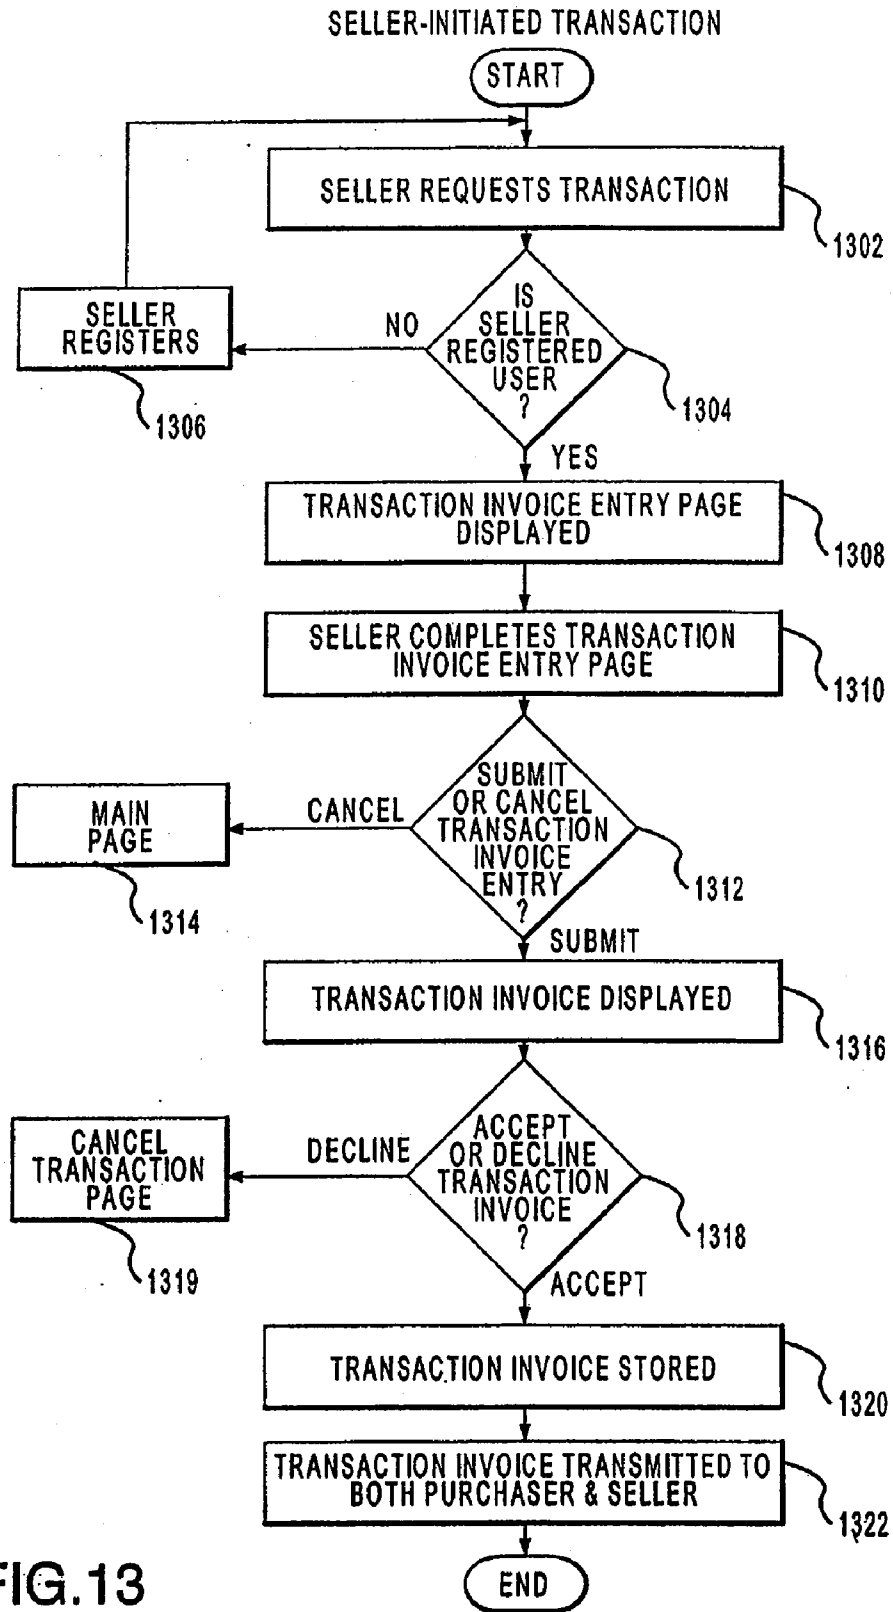 SELLER-INITIATED TRANSACTION
START
SELLER REQUESTS TRANSACTION
1302
IS
SELLER
REGISTERED
USER
?
1304
NO
SELLER
REGISTERS
1306
YES
TRANSACTION INVOICE ENTRY PAGE
DISPLAYED
1308
SELLER COMPLETES TRANSACTION
INVOICE ENTRY PAGE
1310
SUBMIT
OR CANCEL
TRANSACTION
INVOICE
ENTRY
?
1312
CANCEL
MAIN
PAGE
1314
SUBMIT
TRANSACTION INVOICE DISPLAYED
1316
ACCEPT
OR DECLINE
TRANSACTION
INVOICE
?
1318
DECLINE
CANCEL
TRANSACTION
PAGE
1319
ACCEPT
TRANSACTION INVOICE STORED
1320
TRANSACTION INVOICE TRANSMITTED TO
BOTH PURCHASER & SELLER
1322
END
FIG.13